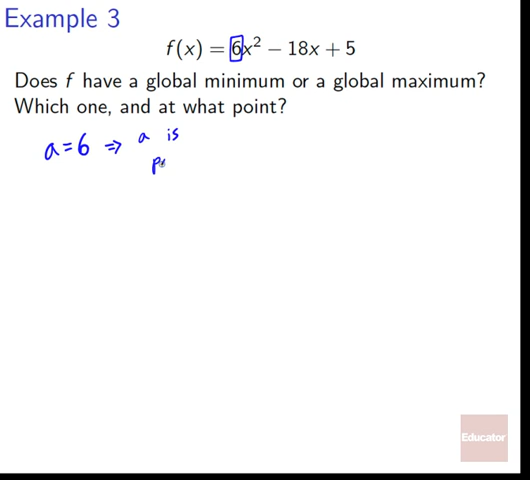 Example 3
f(x) = 6x² − 18x + 5
Does f have a global minimum or a global maximum?
Which one, and at what point?
a=6 ⇒ a is
Educator